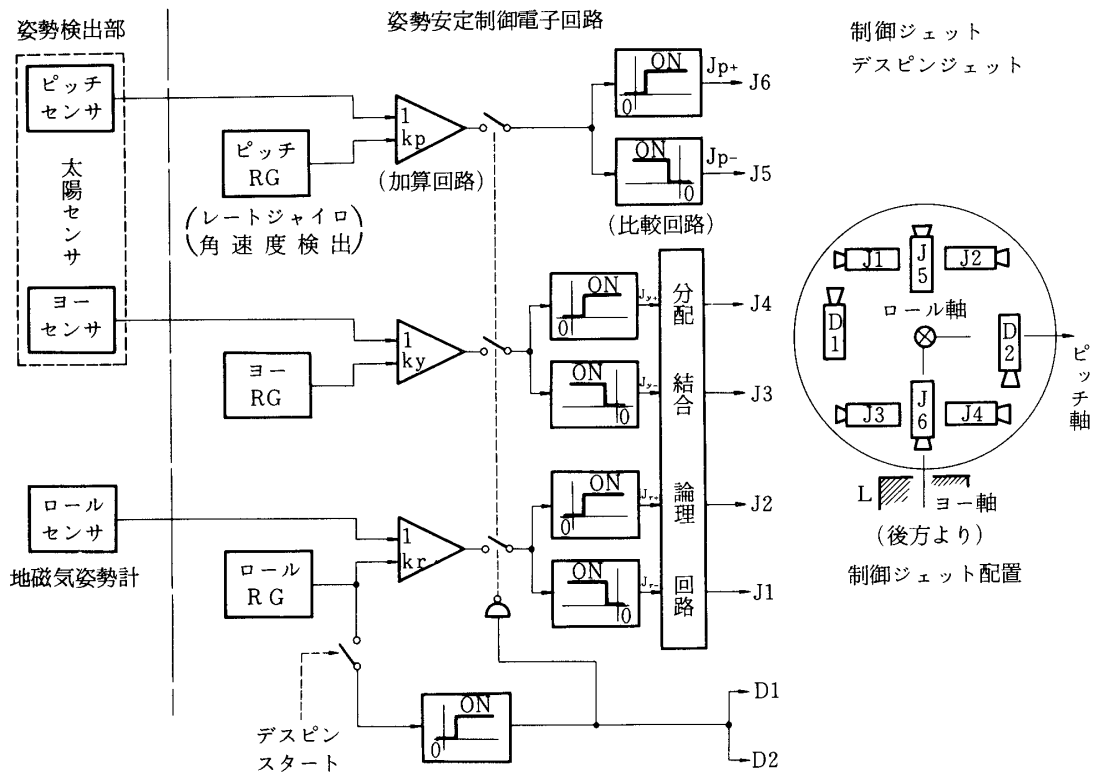 姿勢検出部
姿勢安定制御電子回路
制御ジェット
デスピンジェット
ピッチ
センサ
太陽センサ
ヨー
センサ
ロール
センサ
地磁気姿勢計
ピッチ
RG
(レートジャイロ
角速度検出)
1
kp
(加算回路)
ON
0
Jp+
J6
ON
0
Jp-
J5
(比較回路)
ヨー
RG
1
ky
ON
0
Jy+
J4
ON
0
Jy-
J3
分配結合論理回路
ロール
RG
1
kr
ON
0
Jr+
J2
ON
0
Jr-
J1
デスピン
スタート
ON
0
D1
D2
J1
J5
J2
D1
ロール軸
D2
ピッチ軸
J3
J6
J4
L
ヨー軸
(後方より)
制御ジェット配置